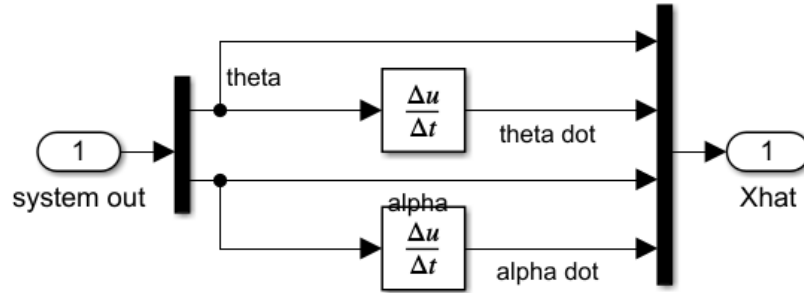 theta
Δu
Δt
theta dot
1
system out
1
Xhat
alpha
Δu
Δt
alpha dot